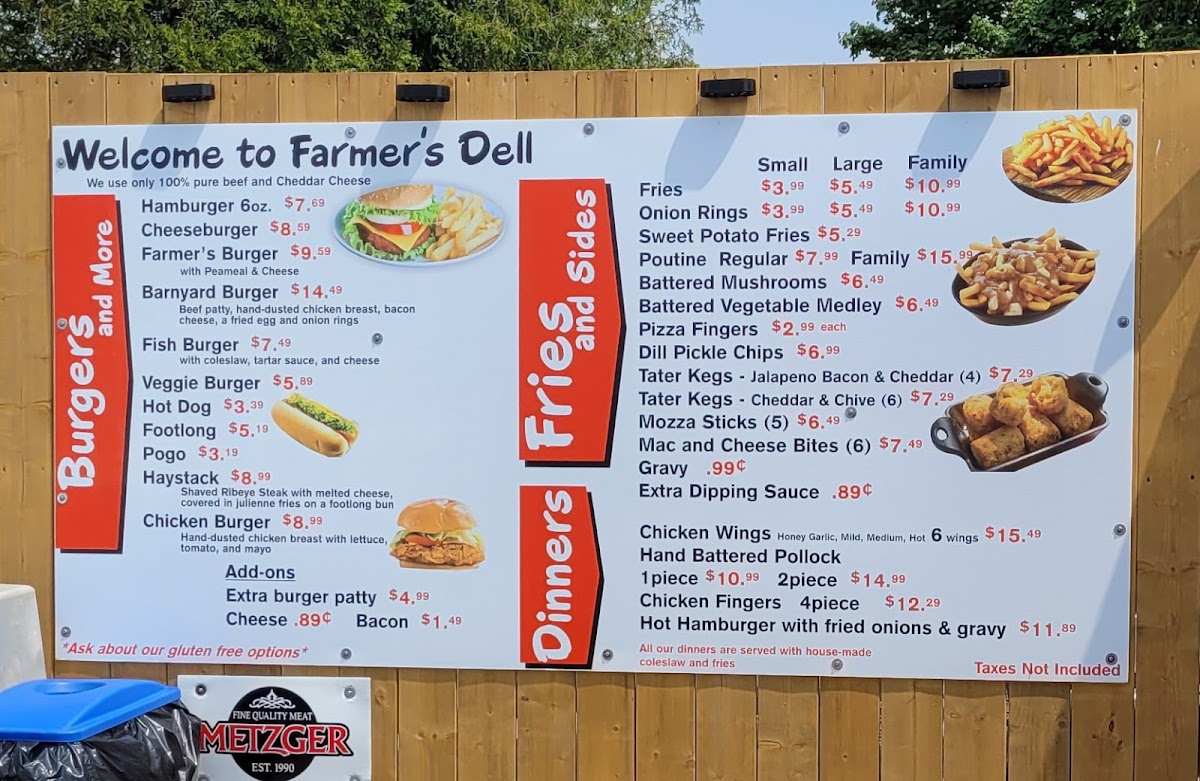 Welcome to Farmer's Dell
We use only 100% pure beef and Cheddar Cheese
Burgers and More
Hamburger 6oz. $7.69
Cheeseburger $8.59
Farmer's Burger $9.59
with Peameal & Cheese
Barnyard Burger $14.49
Beef patty, hand-dusted chicken breast, bacon
cheese, a fried egg and onion rings
Fish Burger $7.49
with coleslaw, tartar sauce, and cheese
Veggie Burger $5.89
Hot Dog $3.39
Footlong $5.19
Pogo $3.19
Haystack $8.99
Shaved Ribeye Steak with melted cheese,
covered in julienne fries on a footlong bun
Chicken Burger $8.99
Hand-dusted chicken breast with lettuce,
tomato, and mayo
Add-ons
Extra burger patty $4.99
Cheese .89¢ Bacon $1.49
*Ask about our gluten free options*
Fries and Sides
Small Large Family
Fries $3.99 $5.49 $10.99
Onion Rings $3.99 $5.49 $10.99
Sweet Potato Fries $5.29
Poutine Regular $7.99 Family $15.99
Battered Mushrooms $6.49
Battered Vegetable Medley $6.49
Pizza Fingers $2.99 each
Dill Pickle Chips $6.99
Tater Kegs - Jalapeno Bacon & Cheddar (4) $7.29
Tater Kegs - Cheddar & Chive (6) $7.29
Mozza Sticks (5) $6.49
Mac and Cheese Bites (6) $7.49
Gravy .99¢
Extra Dipping Sauce .89¢
Dinners
Chicken Wings Honey Garlic, Mild, Medium, Hot 6 wings $15.49
Hand Battered Pollock
1piece $10.99 2piece $14.99
Chicken Fingers 4piece $12.29
Hot Hamburger with fried onions & gravy $11.89
All our dinners are served with house-made
coleslaw and fries
Taxes Not Included
FINE QUALITY MEAT
METZGER
EST. 1990